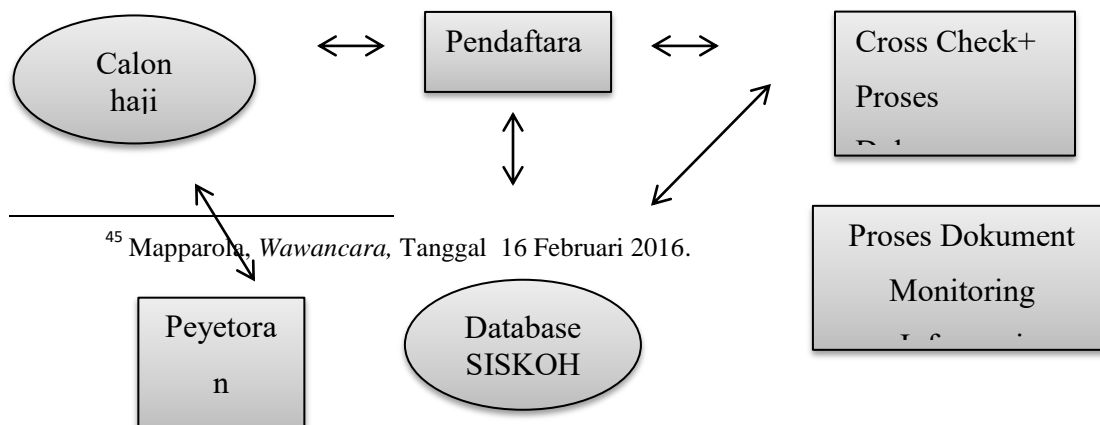 Calon
haji
Pendaftara
Cross Check+
Proses
45 Mapparola, Wawancara, Tanggal 16 Februari 2016.
Proses Dokument
Monitoring
Peyetora
n
Database
SISKOH